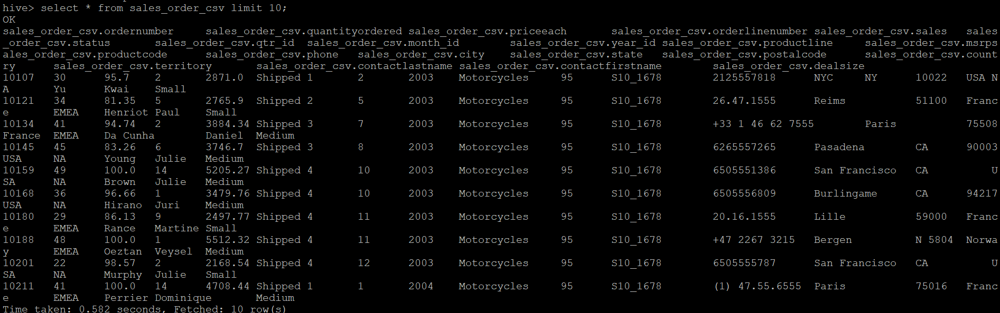 hive> select * from sales_order_csv limit 10;
OK
sales_order_csv.ordernumber     sales_order_csv.quantityordered sales_order_csv.priceeach       sales_order_csv.orderlinenumber sales_order_csv.sales   sales
_order_csv.status       sales_order_csv.qtr_id  sales_order_csv.month_id        sales_order_csv.year_id sales_order_csv.productline     sales_order_csv.msrps
ales_order_csv.productcode      sales_order_csv.phone   sales_order_csv.city    sales_order_csv.state   sales_order_csv.postalcode      sales_order_csv.count
ry      sales_order_csv.territory       sales_order_csv.contactlastname sales_order_csv.contactfirstname        sales_order_csv.dealsize
10107   30      95.7    2       2871.0  Shipped 1       2       2003    Motorcycles     95      S10_1678        2125557818      NYC     NY      10022   USA N
A       Yu      Kwai    Small
10121   34      81.35   5       2765.9  Shipped 2       5       2003    Motorcycles     95      S10_1678        26.47.1555      Reims           51100   Franc
e       EMEA    Henriot Paul    Small
10134   41      94.74   2       3884.34 Shipped 3       7       2003    Motorcycles     95      S10_1678        +33 1 46 62 7555        Paris           75508
France  EMEA    Da Cunha        Daniel  Medium
10145   45      83.26   6       3746.7  Shipped 3       8       2003    Motorcycles     95      S10_1678        6265557265      Pasadena        CA      90003
USA     NA      Young   Julie   Medium
10159   49      100.0   14      5205.27 Shipped 4       10      2003    Motorcycles     95      S10_1678        6505551386      San Francisco   CA          U
SA      NA      Brown   Julie   Medium
10168   36      96.66   1       3479.76 Shipped 4       10      2003    Motorcycles     95      S10_1678        6505556809      Burlingame      CA      94217
USA     NA      Hirano  Juri    Medium
10180   29      86.13   9       2497.77 Shipped 4       11      2003    Motorcycles     95      S10_1678        20.16.1555      Lille           59000   Franc
e       EMEA    Rance   Martine Small
10188   48      100.0   1       5512.32 Shipped 4       11      2003    Motorcycles     95      S10_1678        +47 2267 3215   Bergen          N 5804  Norwa
y       EMEA    Oeztan  Veysel  Medium
10201   22      98.57   2       2168.54 Shipped 4       12      2003    Motorcycles     95      S10_1678        6505555787      San Francisco   CA          U
SA      NA      Murphy  Julie   Small
10211   41      100.0   14      4708.44 Shipped 1       1       2004    Motorcycles     95      S10_1678        (1) 47.55.6555  Paris           75016   Franc
e       EMEA    Perrier Dominique       Medium
Time taken: 0.582 seconds, Fetched: 10 row(s)